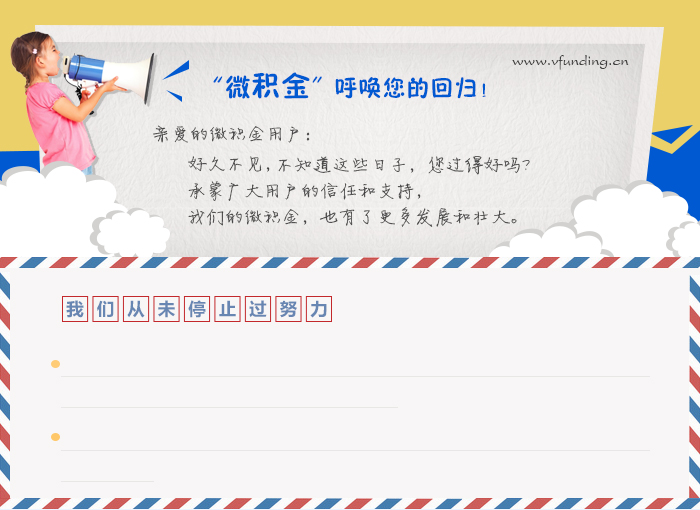 www.vfunding.cn
“微积金”呼唤您的回归！
亲爱的微积金用户：
好久不见，不知道这些日子，您过得好吗？
承蒙广大用户的信任和支持，
我们的微积金，也有了更多发展和壮大。
我们从未停止过努力